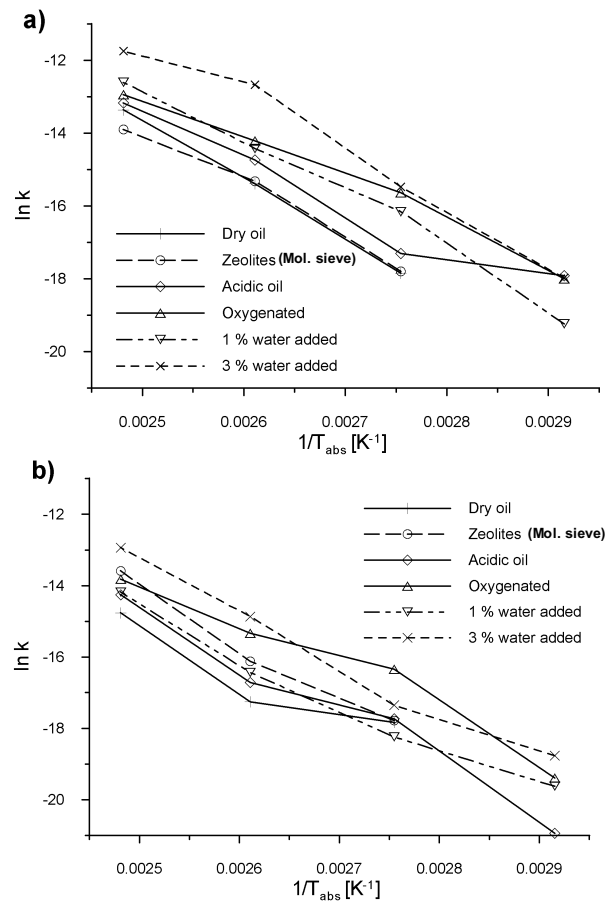 a)
-12
-14
-16
-18
-20
ln k
Dry oil
Zeolites (Mol. sieve)
Acidic oil
Oxygenated
1 % water added
3 % water added
0.0025 0.0026 0.0027 0.0028 0.0029
1/Tabs [K-1]
b)
-12
-14
-16
-18
-20
ln k
Dry oil
Zeolites (Mol. sieve)
Acidic oil
Oxygenated
1 % water added
3 % water added
0.0025 0.0026 0.0027 0.0028 0.0029
1/Tabs [K-1]